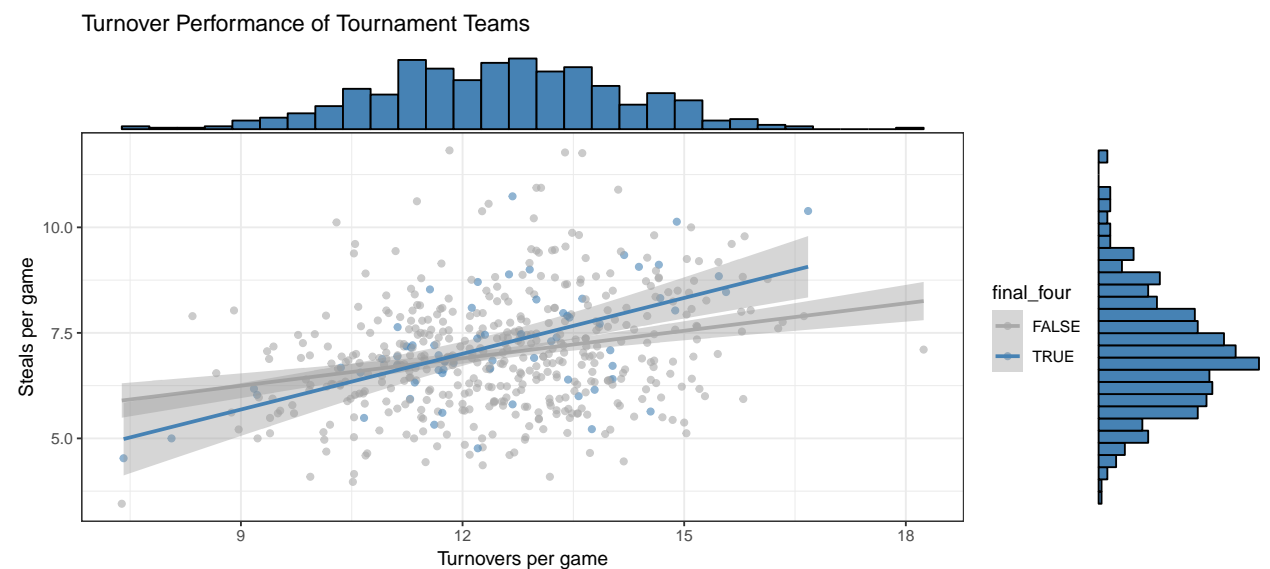 Turnover Performance of Tournament Teams
Steals per game
10.0
7.5
5.0
9
12
15
18
Turnovers per game
final_four
FALSE
TRUE